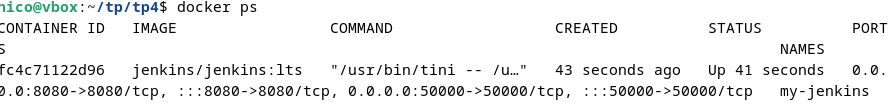 nico@vbox:~/tp/tp4$ docker ps
CONTAINER ID   IMAGE                 COMMAND                  CREATED          STATUS          PORT
S                                                                                              NAMES
fc4c71122d96   jenkins/jenkins:lts   "/usr/bin/tini -- /u…"   43 seconds ago   Up 41 seconds   0.0.
0.0:8080->8080/tcp, :::8080->8080/tcp, 0.0.0.0:50000->50000/tcp, :::50000->50000/tcp   my-jenkins